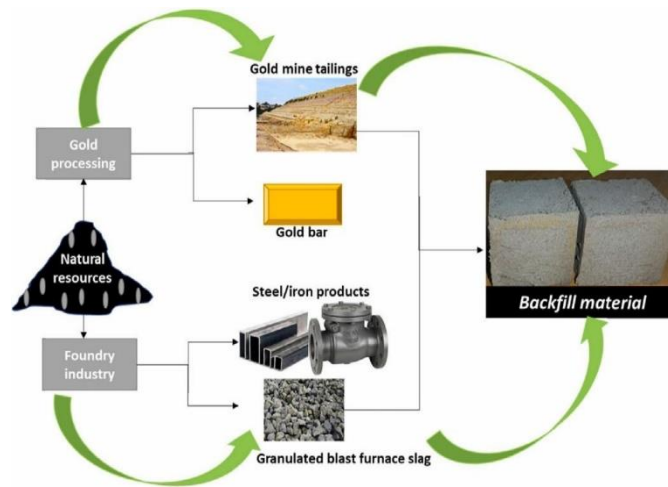 Gold mine tailings
Gold
processing
Gold bar
Natural
resources
Steel/iron products
Backfill material
Foundry
industry
Granulated blast furnace slag